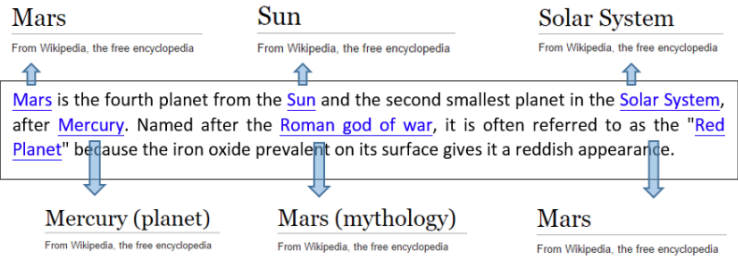 Mars
Sun
Solar System
From Wikipedia, the free encyclopedia
From Wikipedia, the free encyclopedia
From Wikipedia, the free encyclopedia
Mars is the fourth planet from the Sun and the second smallest planet in the Solar System,
after Mercury. Named after the Roman god of war, it is often referred to as the "Red
Planet" because the iron oxide prevalent on its surface gives it a reddish appearance.
Mercury (planet)
Mars (mythology)
Mars
From Wikipedia, the free encyclopedia
From Wikipedia, the free encyclopedia
From Wikipedia, the free encyclopedia